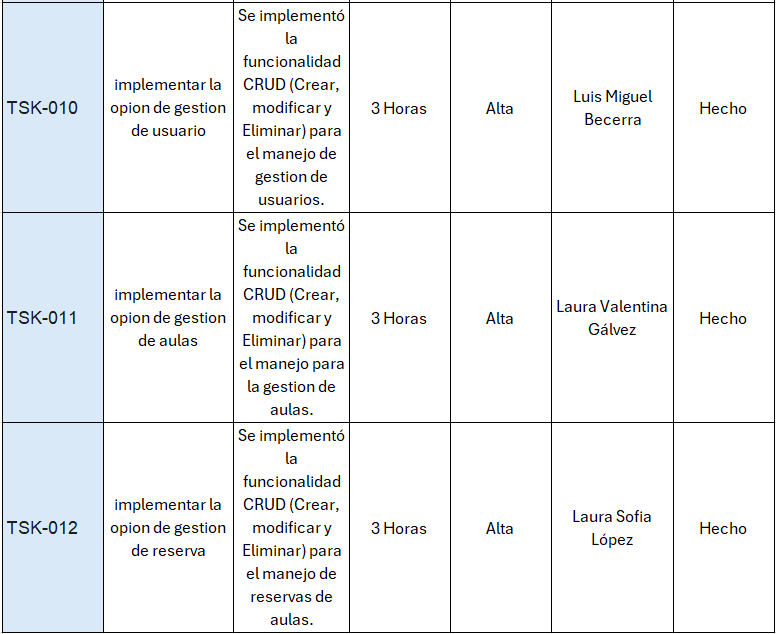 TSK-010
implementar la
opion de gestion
de usuario
Se implementó
la
funcionalidad
CRUD (Crear,
modificar y
Eliminar) para
el manejo de
gestion de
usuarios.
3 Horas
Alta
Luis Miguel
Becerra
Hecho
TSK-011
implementar la
opion de gestion
de aulas
Se implementó
la
funcionalidad
CRUD (Crear,
modificar y
Eliminar) para
el manejo para
la gestion de
aulas.
3 Horas
Alta
Laura Valentina
Gálvez
Hecho
TSK-012
implementar la
opion de gestion
de reserva
Se implementó
la
funcionalidad
CRUD (Crear,
modificar y
Eliminar) para
el manejo de
reservas de
aulas.
3 Horas
Alta
Laura Sofia
López
Hecho